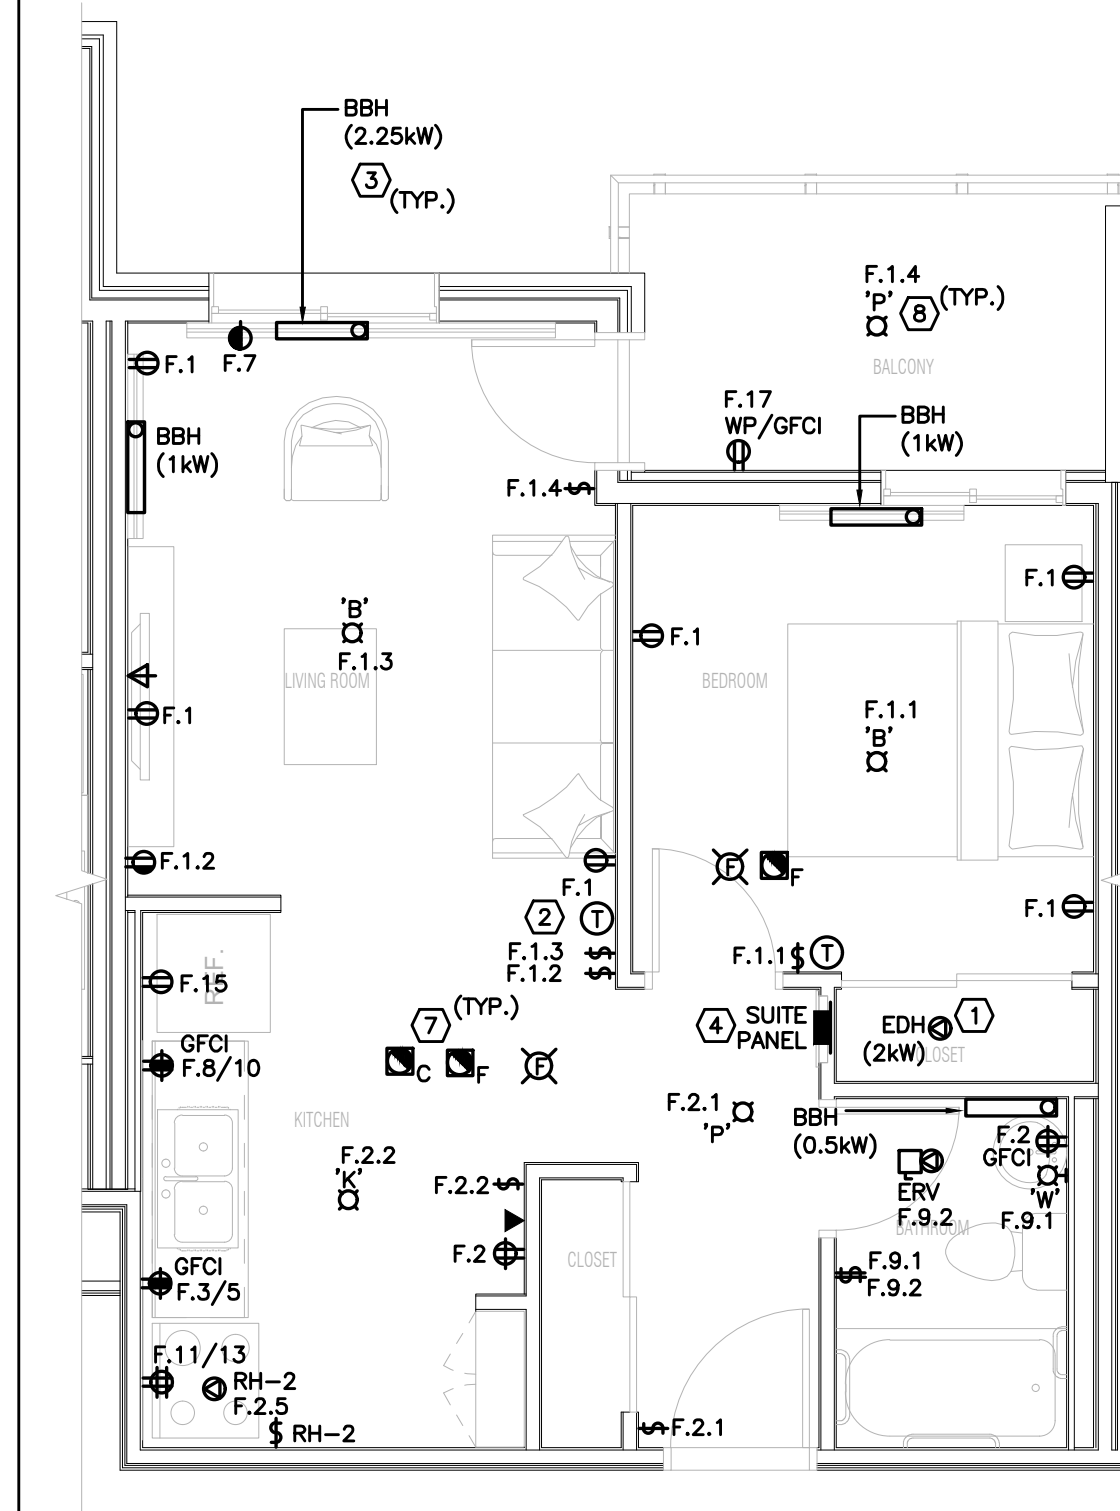 BBH
(2.25kW)
3
(TYP.)
F.1.4
'P'
8
(TYP.)
BALCONY
F.7
F.1
F.17
WP/GFCI
BBH
(1kW)
BBH
(1kW)
F.1.4
S
F.1
'B'
F.1.3
LIVING ROOM
F.1
BEDROOM
F.1.1
'B'
F.1
F.1.2
F
F
F.1
2
T
F.1
F.1.3
S
F.1.2
S
F.1.1
$
T
REF.
F.15
7
(TYP.)
4
SUITE
PANEL
EDH
(2kW)
1
CLOSET
GFCI
F.8/10
C
F
F
F.2.1
'P'
BBH
(0.5kW)
KITCHEN
F.2
GFCI
F.2.2
'K'
F.2.2
S
ERV
F.9.2
'W'
F.9.1
BATHROOM
F.2
CLOSET
GFCI
F.3/5
S
F.9.1
F.9.2
F.11/13
RH-2
F.2.5
$
RH-2
S
F.2.1